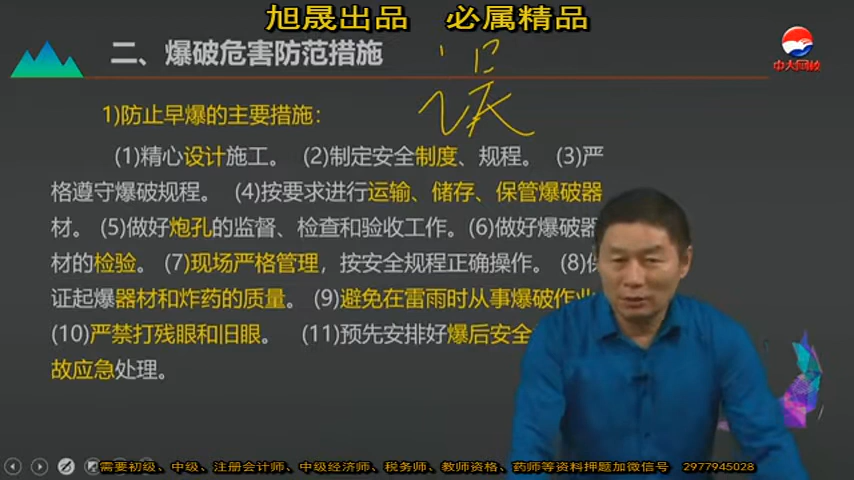 旭晟出品 必属精品
二、爆破危害防范措施
中大网校
误
1)防止早爆的主要措施：
(1)精心设计施工。 (2)制定安全制度、规程。 (3)严
格遵守爆破规程。 (4)按要求进行运输、储存、保管爆破器
材。 (5)做好炮孔的监督、检查和验收工作。(6)做好爆破器
材的检验。 (7)现场严格管理，按安全规程正确操作。 (8)保
证起爆器材和炸药的质量。 (9)避免在雷雨时从事爆破作业
(10)严禁打残眼和旧眼。 (11)预先安排好爆后安全
故应急处理。
需要初级、中级、注册会计师、中级经济师、税务师、教师资格、药师等资料押题加微信号 2977945028